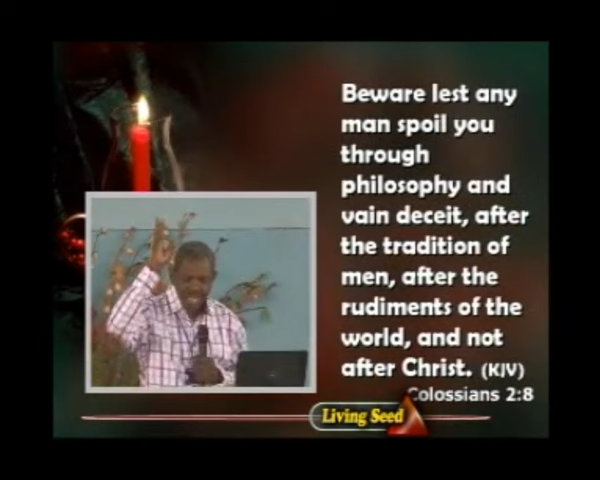 Beware lest any
man spoil you
through
philosophy and
vain deceit, after
the tradition of
men, after the
rudiments of the
world, and not
after Christ. (KJV)
Colossians 2:8
Living Seed